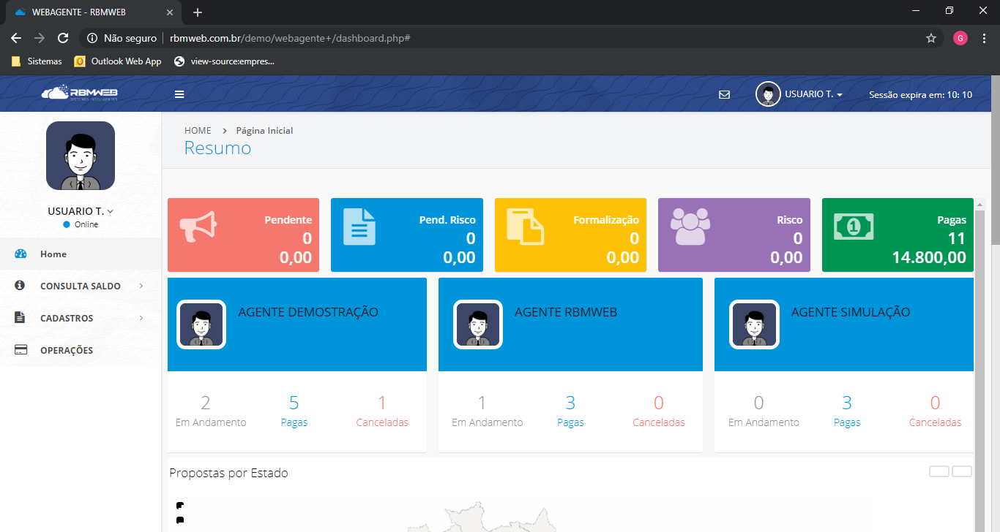 WEBAGENTE - RBMWEB
Não seguro
rbmweb.com.br/demo/webagente+/dashboard.php#
G
Sistemas
Outlook Web App
view-source:empres...
RBMWEB
SISTEMAS INTELIGENTES
USUARIO T.
Sessão expira em: 10: 10
USUARIO T.
Online
Home
CONSULTA SALDO
CADASTROS
OPERAÇÕES
HOME > Página Inicial
Resumo
Pendente
0
0,00
Pend. Risco
0
0,00
Formalização
0
0,00
Risco
0
0,00
1
Pagas
11
14.800,00
AGENTE DEMOSTRAÇÃO
2
Em Andamento
5
Pagas
1
Canceladas
AGENTE RBMWEB
1
Em Andamento
3
Pagas
0
Canceladas
AGENTE SIMULAÇÃO
0
Em Andamento
3
Pagas
0
Canceladas
Propostas por Estado